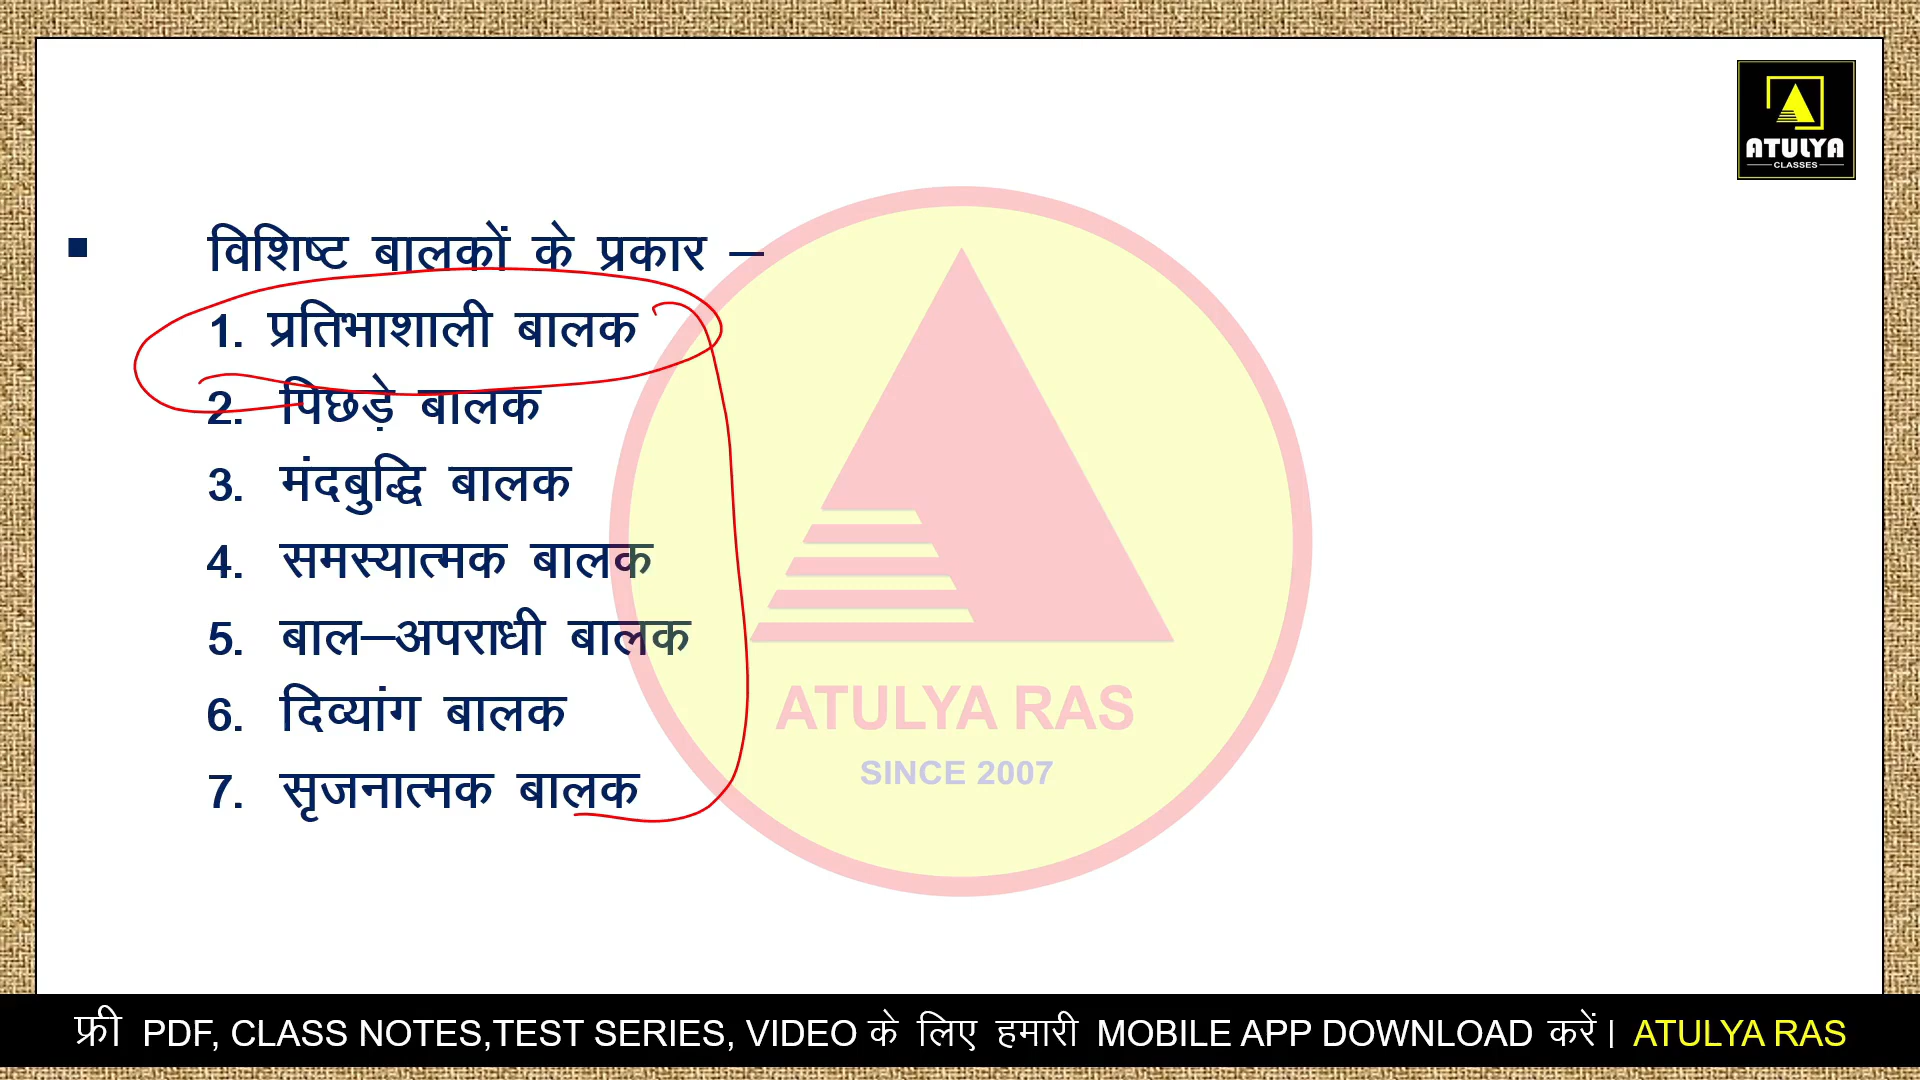 ATULYA
CLASSES
▪ विशिष्ट बालकों के प्रकार –
1. प्रतिभाशाली बालक
2. पिछड़े बालक
3. मंदबुद्धि बालक
4. समस्यात्मक बालक
5. बाल–अपराधी बालक
6. दिव्यांग बालक
7. सृजनात्मक बालक
ATULYA RAS
SINCE 2007
फ्री PDF, CLASS NOTES,TEST SERIES, VIDEO के लिए हमारी MOBILE APP DOWNLOAD करें| ATULYA RAS